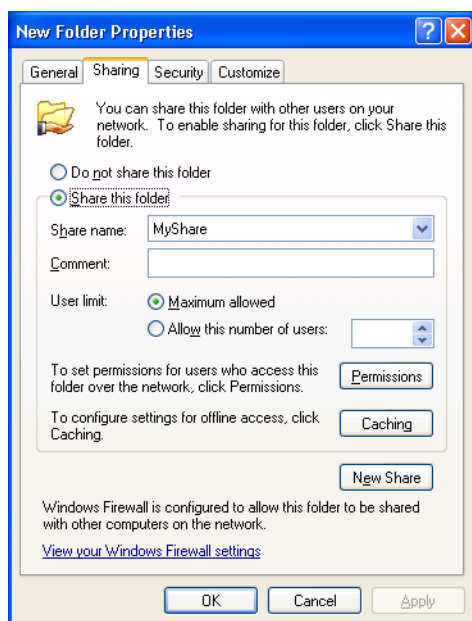 New Folder Properties
General Sharing Security Customize
You can share this folder with other users on your
network. To enable sharing for this folder, click Share this
folder.
Do not share this folder
Share this folder
Share name: MyShare
Comment:
User limit: Maximum allowed
Allow this number of users:
To set permissions for users who access this
folder over the network, click Permissions.
Permissions
To configure settings for offline access, click
Caching.
Caching
New Share
Windows Firewall is configured to allow this folder to be shared
with other computers on the network.
View your Windows Firewall settings
OK Cancel Apply